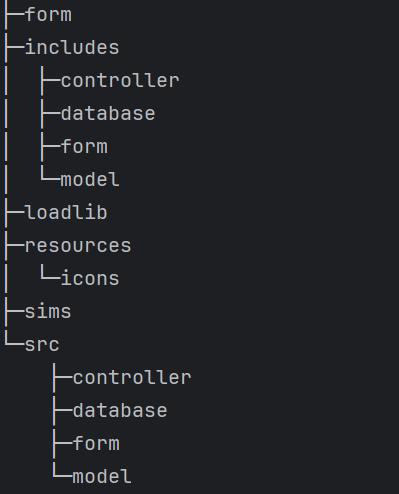 ├─form
├─includes
│  ├─controller
│  ├─database
│  ├─form
│  └─model
├─loadlib
├─resources
│  └─icons
├─sims
└─src
    ├─controller
    ├─database
    ├─form
    └─model